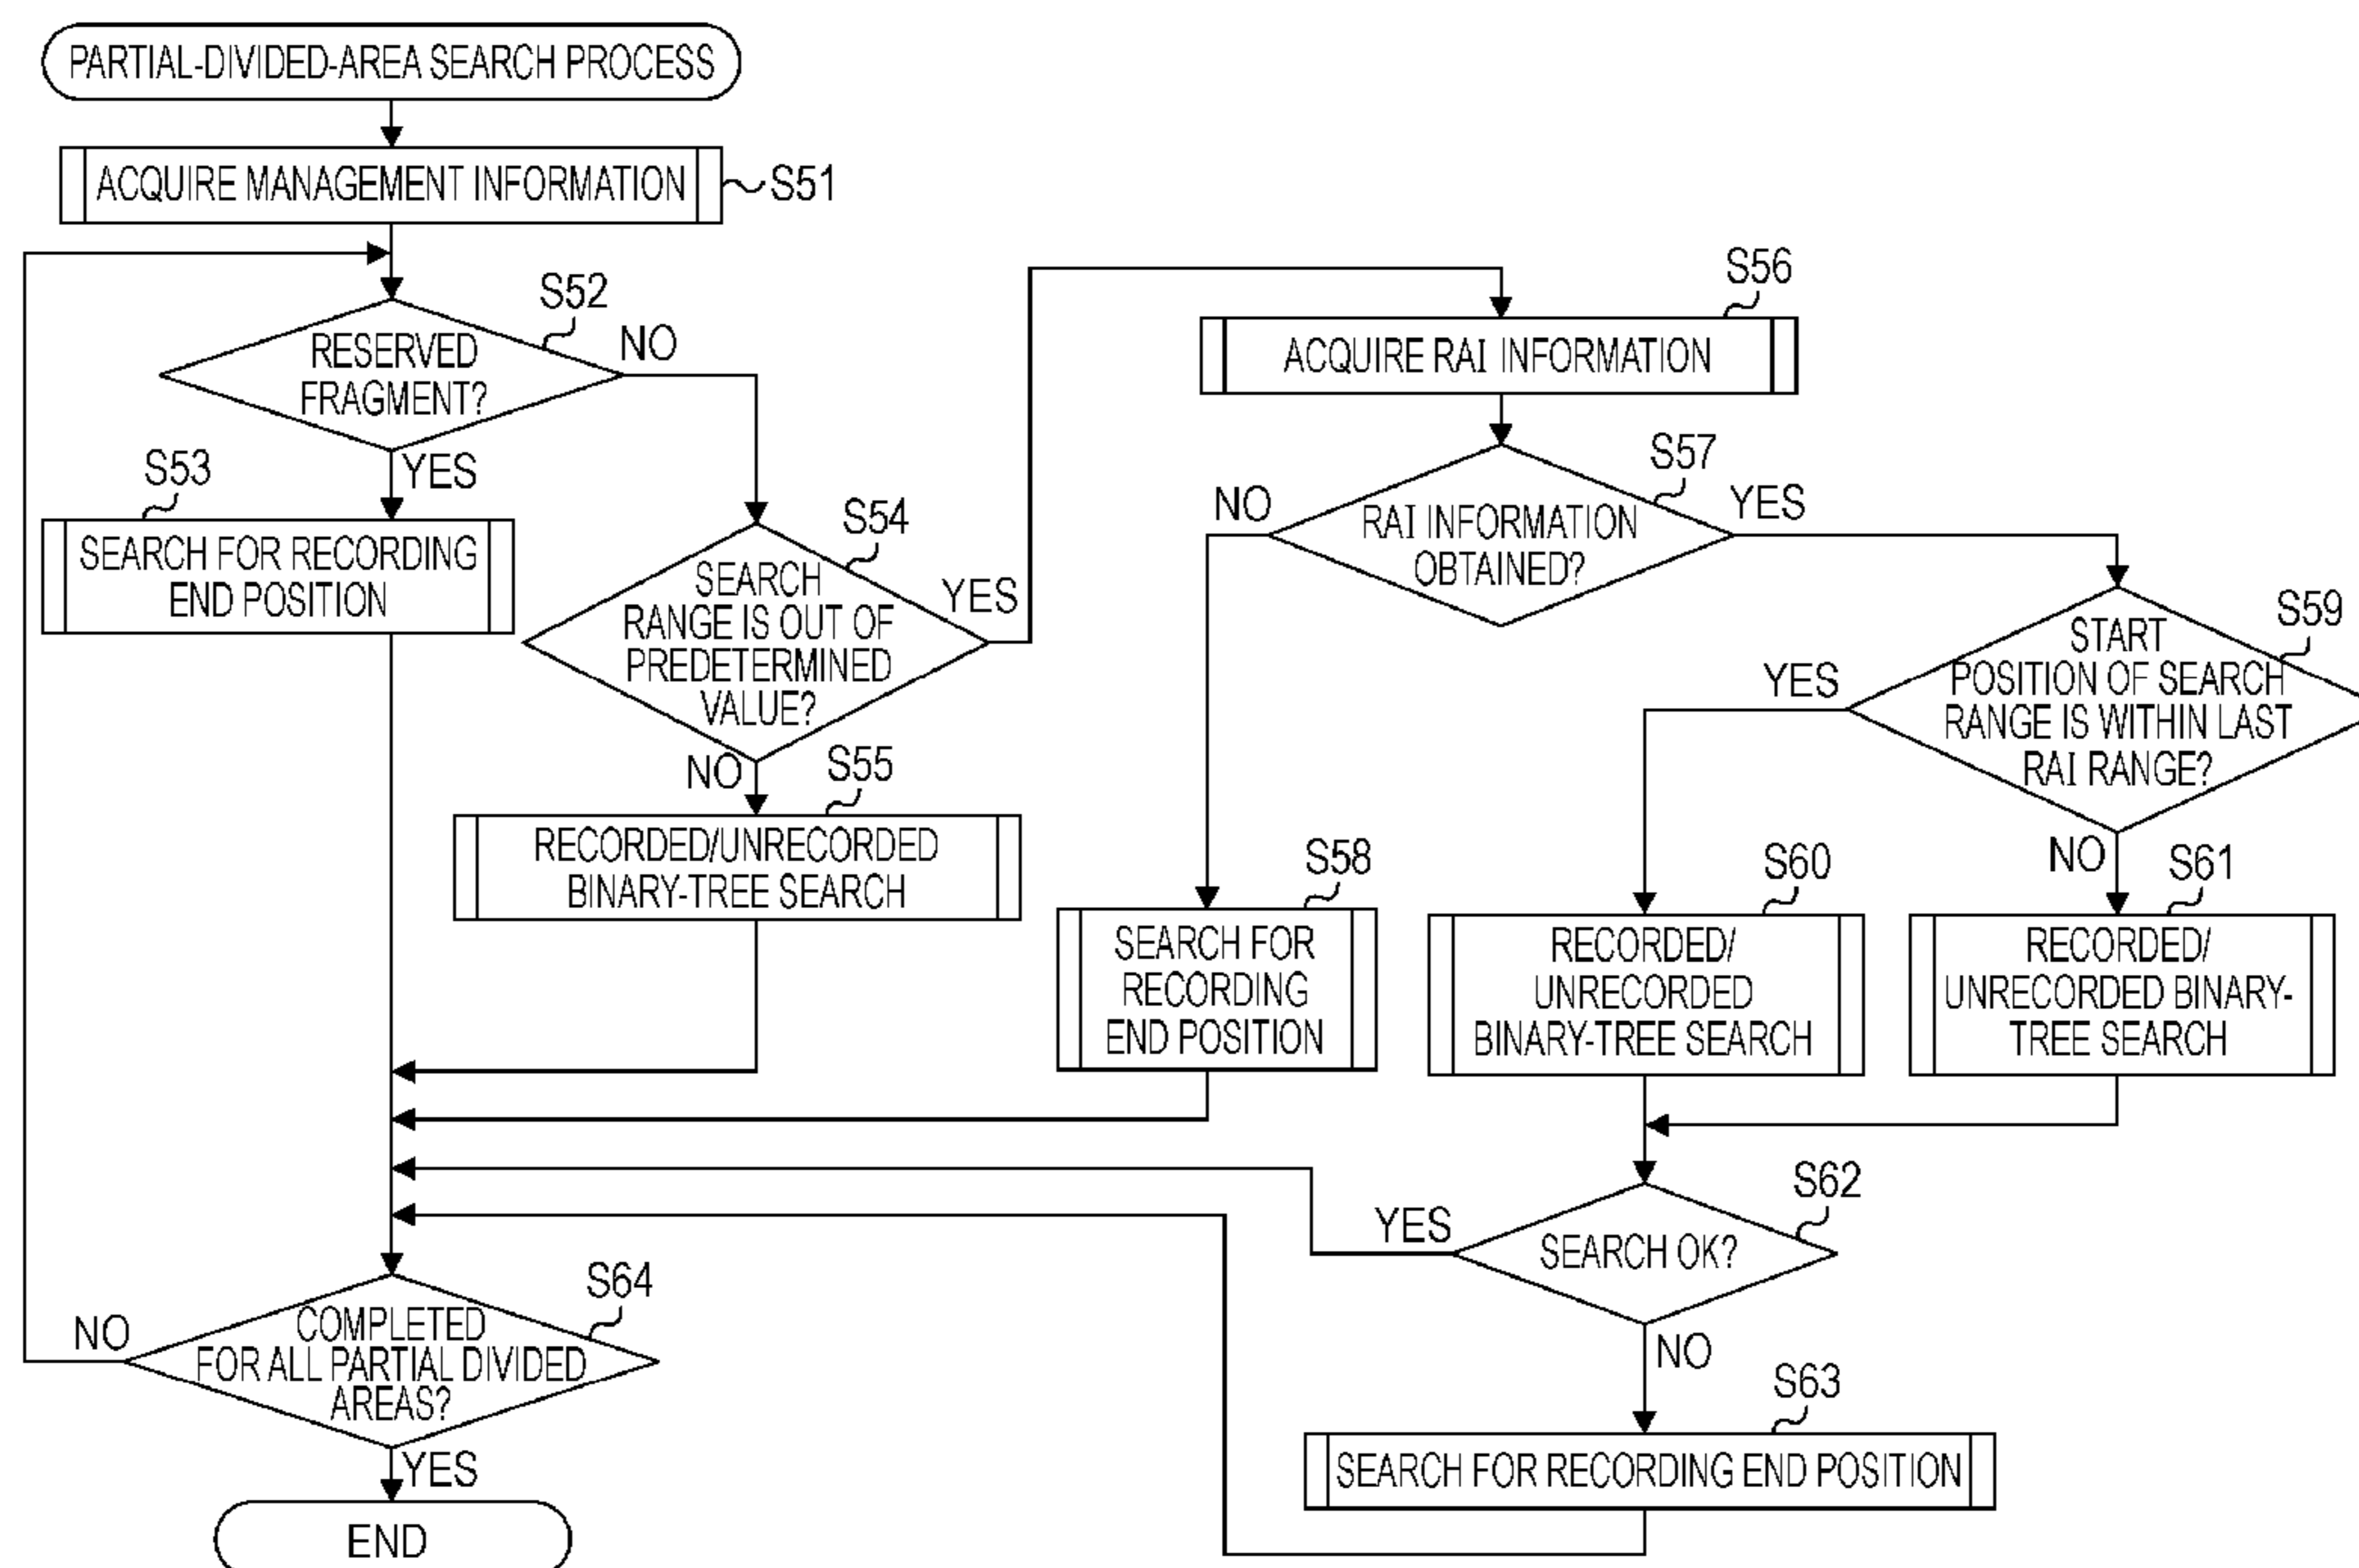 PARTIAL-DIVIDED-AREA SEARCH PROCESS
ACQUIRE MANAGEMENT INFORMATION
S51
S52
RESERVED
FRAGMENT?
NO
YES
S53
SEARCH FOR RECORDING
END POSITION
S54
SEARCH
RANGE IS OUT OF
PREDETERMINED
VALUE?
YES
NO
S55
RECORDED/UNRECORDED
BINARY-TREE SEARCH
S56
ACQUIRE RAI INFORMATION
S57
RAI INFORMATION
OBTAINED?
NO
YES
S58
SEARCH FOR
RECORDING
END POSITION
S59
START
POSITION OF SEARCH
RANGE IS WITHIN LAST
RAI RANGE?
YES
NO
S60
RECORDED/
UNRECORDED
BINARY-TREE SEARCH
S61
RECORDED/
UNRECORDED BINARY-
TREE SEARCH
S62
SEARCH OK?
YES
NO
S63
SEARCH FOR RECORDING END POSITION
S64
COMPLETED
FOR ALL PARTIAL DIVIDED
AREAS?
NO
YES
END